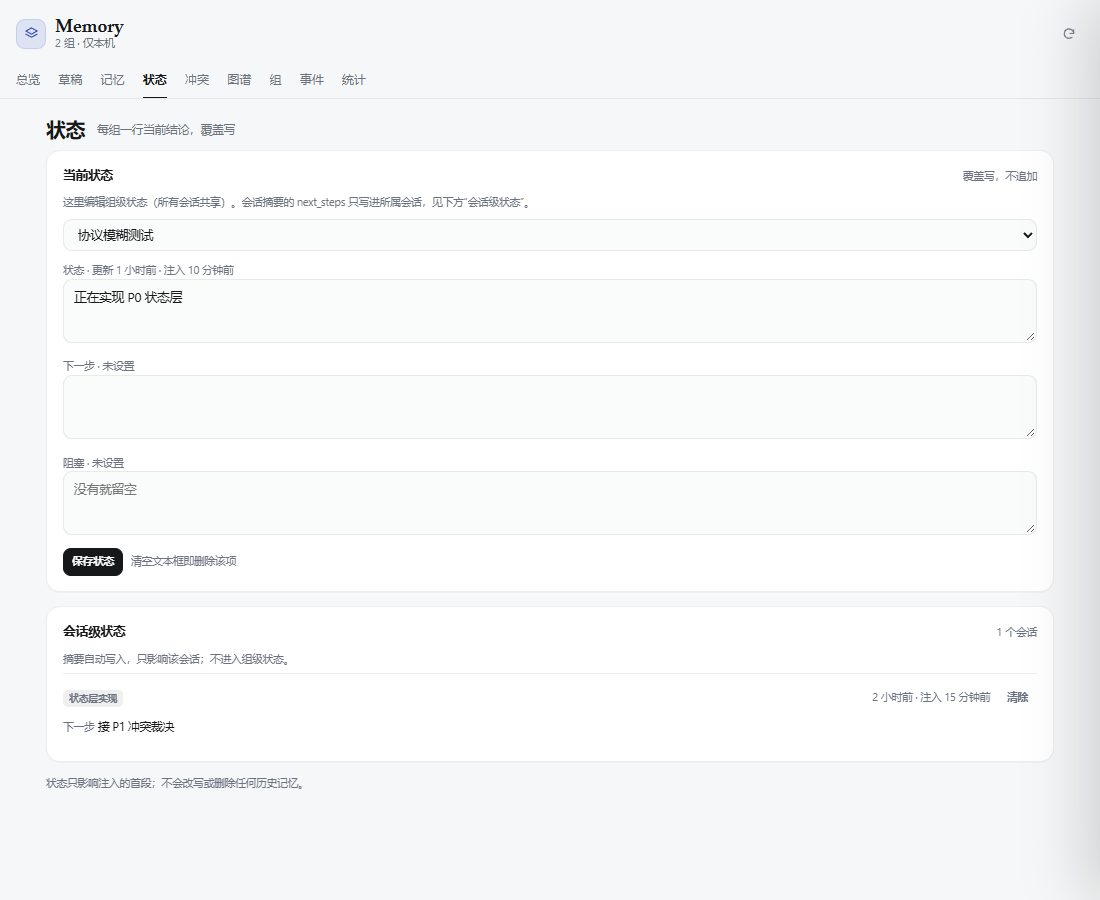 Memory
2 组 · 仅本机
总览 草稿 记忆 状态 冲突 图谱 组 事件 统计
状态 每组一行当前结论，覆盖写
当前状态 覆盖写，不追加
这里编辑组级状态（所有会话共享）。会话摘要的 next_steps 只写进所属会话，见下方“会话级状态”。
协议模糊测试
状态 · 更新 1 小时前 · 注入 10 分钟前
正在实现 P0 状态层
下一步 · 未设置
阻塞 · 未设置
没有就留空
保存状态 清空文本框即删除该项
会话级状态 1 个会话
摘要自动写入，只影响该会话；不进入组级状态。
状态层实现 2 小时前 · 注入 15 分钟前 清除
下一步 接 P1 冲突裁决
状态只影响注入的首段；不会改写或删除任何历史记忆。